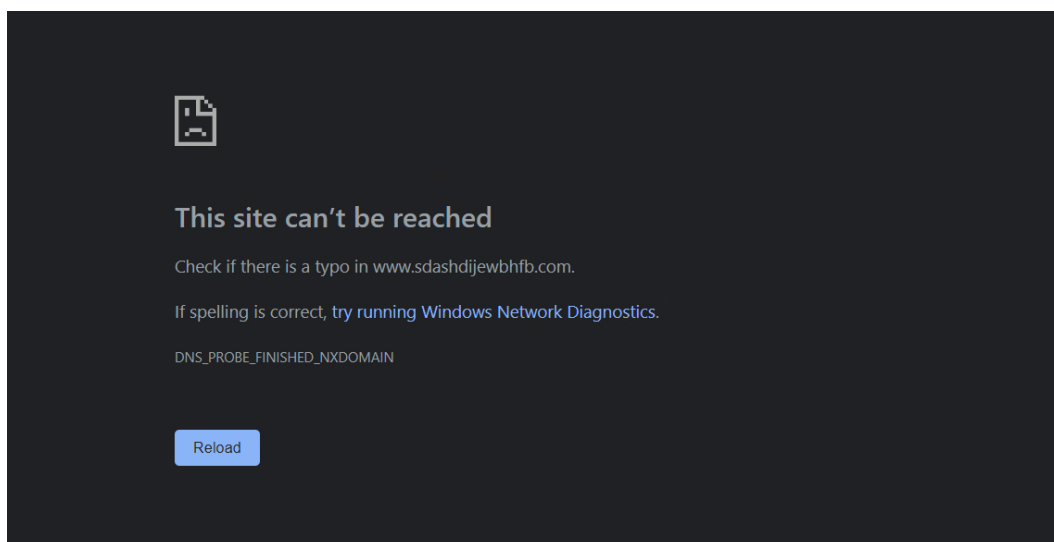 This site can’t be reached
Check if there is a typo in www.sdashdijewbhfb.com.
If spelling is correct, try running Windows Network Diagnostics.
DNS_PROBE_FINISHED_NXDOMAIN
Reload